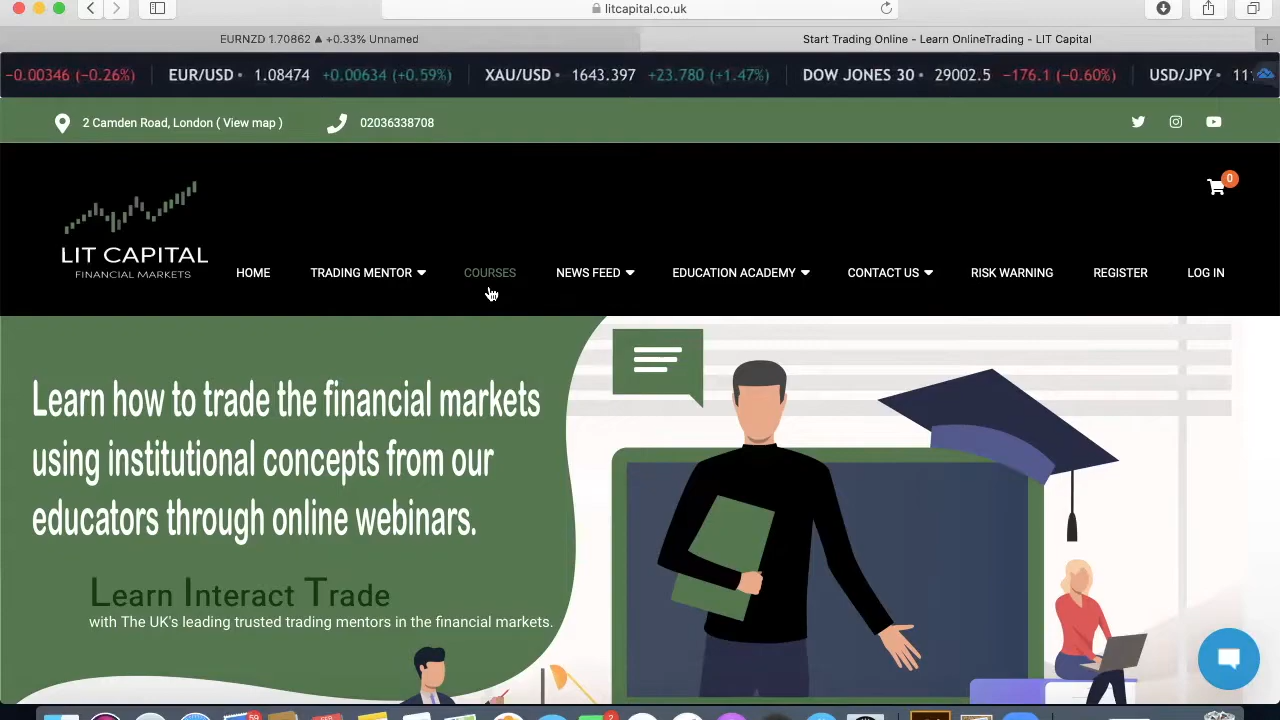 litcapital.co.uk
EURNZD 1.70862 ▲ +0.33% Unnamed
Start Trading Online - Learn OnlineTrading - LIT Capital
−0.00346 (−0.26%) EUR/USD • 1.08474 +0.00634 (+0.59%) XAU/USD • 1643.397 +23.780 (+1.47%) DOW JONES 30 • 29002.5 −176.1 (−0.60%) USD/JPY •
2 Camden Road, London ( View map ) 02036338708
0
LIT CAPITAL
FINANCIAL MARKETS
HOME TRADING MENTOR COURSES NEWS FEED EDUCATION ACADEMY CONTACT US RISK WARNING REGISTER LOG IN
Learn how to trade the financial markets
using institutional concepts from our
educators through online webinars.
Learn Interact Trade
with The UK's leading trusted trading mentors in the financial markets.
59
FEB
2